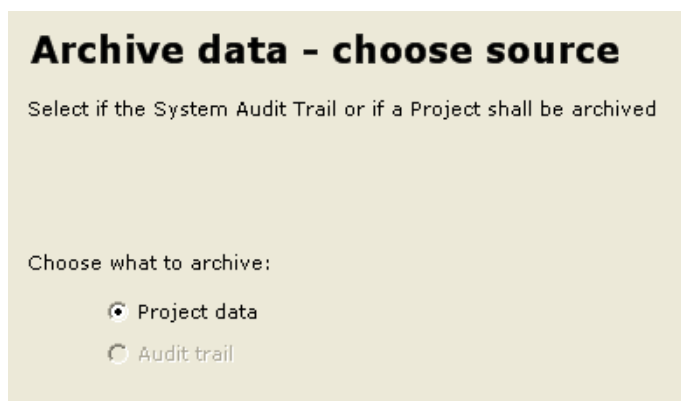 Archive data - choose source
Select if the System Audit Trail or if a Project shall be archived
Choose what to archive:
Project data
Audit trail